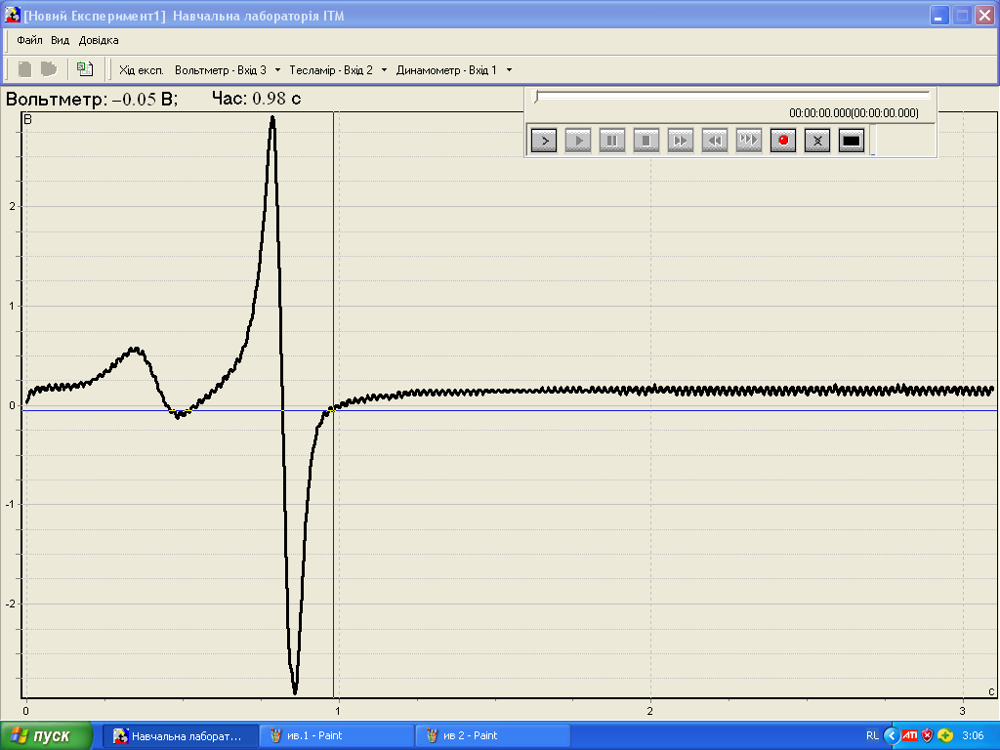 [Новий Експеримент1] Навчальна лабораторія ІТМ
Файл Вид Довідка
Хід експ. Вольтметр - Вхід 3 Тесламір - Вхід 2 Динамометр - Вхід 1
Вольтметр: –0.05 В; Час: 0.98 с
00:00:00.000(00:00:00.000)
В
2
1
0
-1
-2
с
0 1 2 3
пуск Навчальна лаборат... ив.1 - Paint ив 2 - Paint RL ATI 3:06